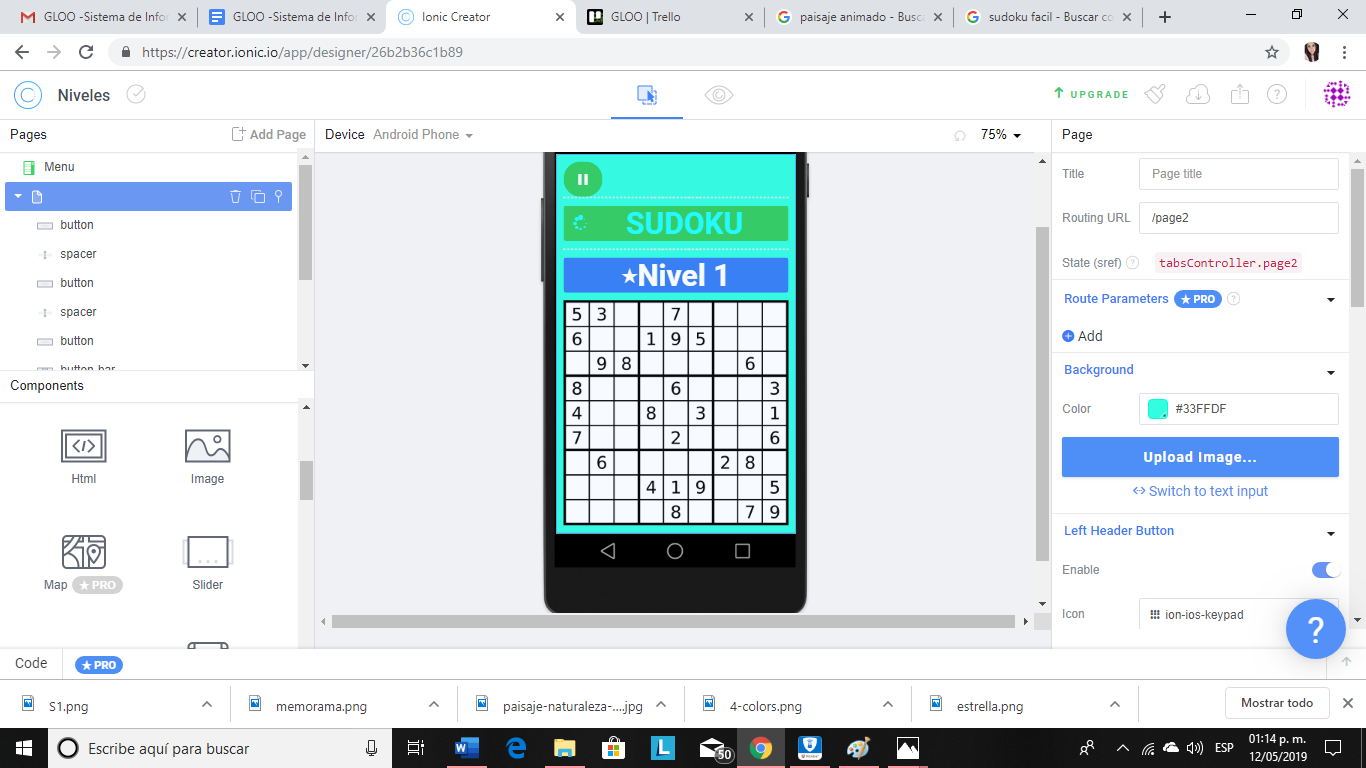 GLOO -Sistema de Infor
GLOO -Sistema de Infor
Ionic Creator
GLOO | Trello
paisaje animado - Busca
sudoku facil - Buscar co
https://creator.ionic.io/app/designer/26b2b36c1b89
Niveles
UPGRADE
Pages
Add Page
Device
Android Phone
75%
Page
Menu
button
spacer
button
spacer
button
button-bar
Components
Html
Image
Map
PRO
Slider
SUDOKU
Nivel 1
5 3 7
6 1 9 5
9 8 6
8 6 3
4 8 3 1
7 2 6
6 2 8
4 1 9 5
8 7 9
Title
Page title
Routing URL
/page2
State (sref)
?
tabsController.page2
Route Parameters
PRO
?
Add
Background
Color
#33FFDF
Upload Image...
Switch to text input
Left Header Button
Enable
Icon
ion-ios-keypad
?
Code
PRO
S1.png
memorama.png
paisaje-naturaleza-....jpg
4-colors.png
estrella.png
Mostrar todo
Escribe aquí para buscar
50
ESP
01:14 p. m.
12/05/2019